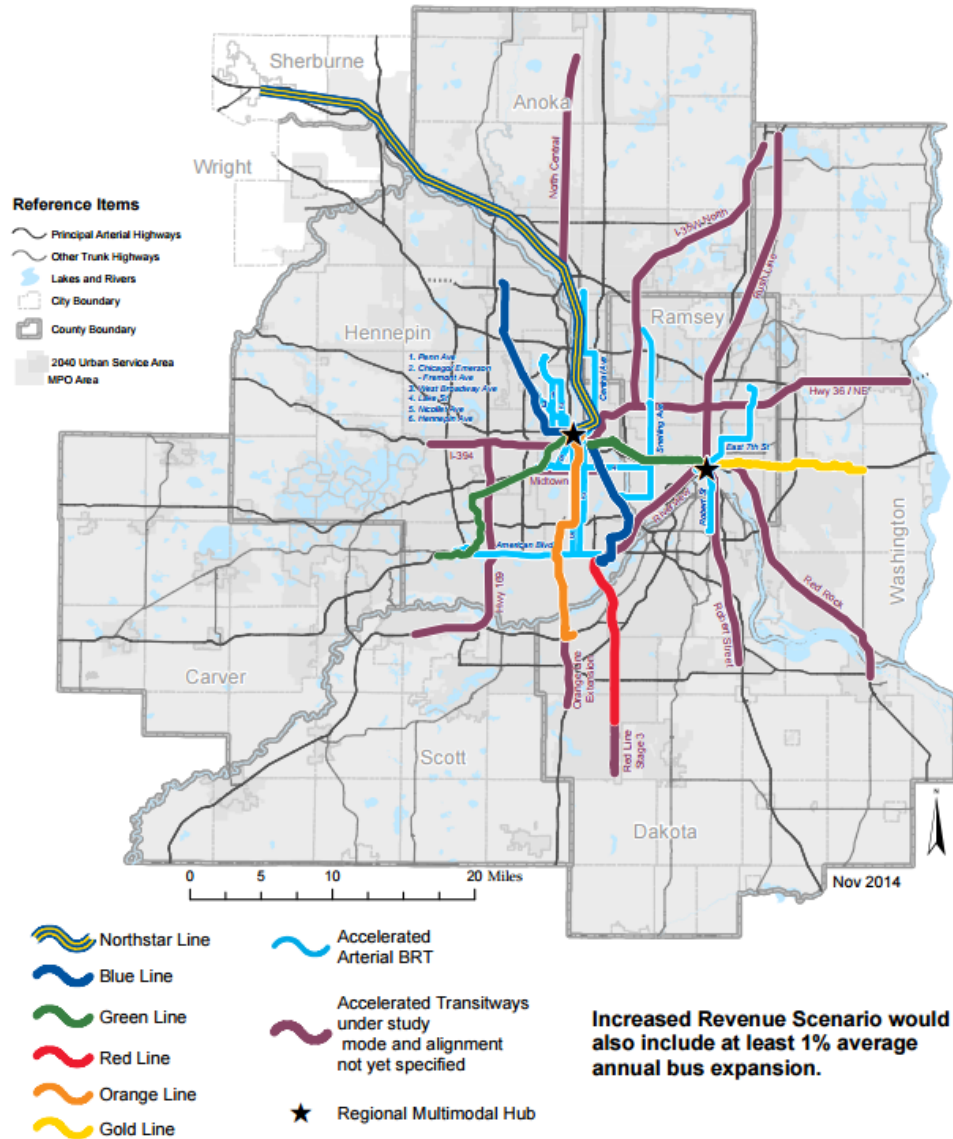 Sherburne
Anoka
Wright
North Central
Reference Items
Principal Arterial Highways
Other Trunk Highways
Lakes and Rivers
City Boundary
County Boundary
2040 Urban Service Area
MPO Area
I-35W North
Rush Line
Hennepin
Ramsey
1. Penn Ave
2. Chicago, Emerson
- Fremont Ave
3. West Broadway Ave
4. Lake St
5. Nicollet Ave
6. Hennepin Ave
Central Ave
Snelling Ave
Hwy 36 / NE
East 7th St
I-394
Midtown
Riverview
Robert St
American Blvd
Washington
Hwy 169
Red Rock
Robert Street
Carver
Orange Line
Extension
Scott
Red Line
Stage 3
Dakota
N
0 5 10 20 Miles
Nov 2014
Northstar Line
Blue Line
Green Line
Red Line
Orange Line
Gold Line
Accelerated
Arterial BRT
Accelerated Transitways
under study
mode and alignment
not yet specified
Regional Multimodal Hub
Increased Revenue Scenario would
also include at least 1% average
annual bus expansion.